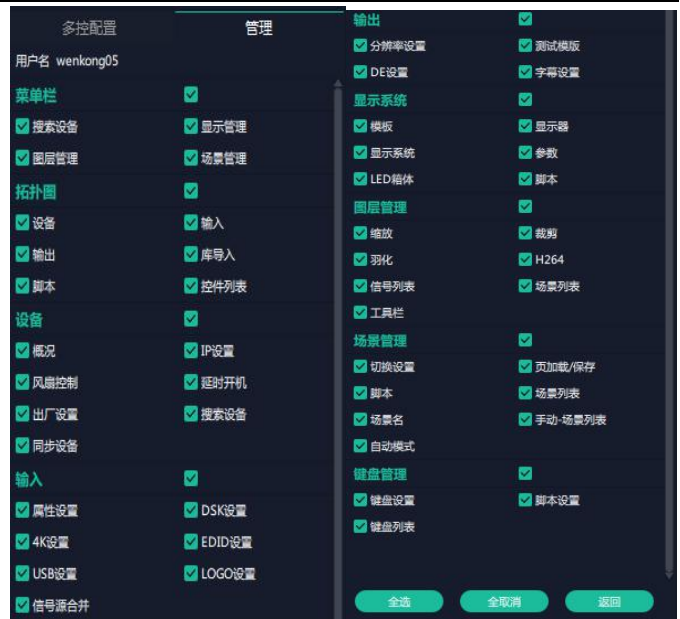 多控配置 管理
用户名 wenkong05
菜单栏
搜索设备 显示管理
图层管理 场景管理
拓扑图
设备 输入
输出 库导入
脚本 控件列表
设备
概况 IP设置
风扇控制 延时开机
出厂设置 搜索设备
同步设备
输入
属性设置 DSK设置
4K设置 EDID设置
USB设置 LOGO设置
信号源合并
输出
分辨率设置 测试模版
DE设置 字幕设置
显示系统
模板 显示器
显示系统 参数
LED箱体 脚本
图层管理
缩放 裁剪
羽化 H264
信号列表 场景列表
工具栏
场景管理
切换设置 页加载/保存
脚本 场景列表
场景名 手动-场景列表
自动模式
键盘管理
键盘设置 脚本设置
键盘列表
全选 全取消 返回